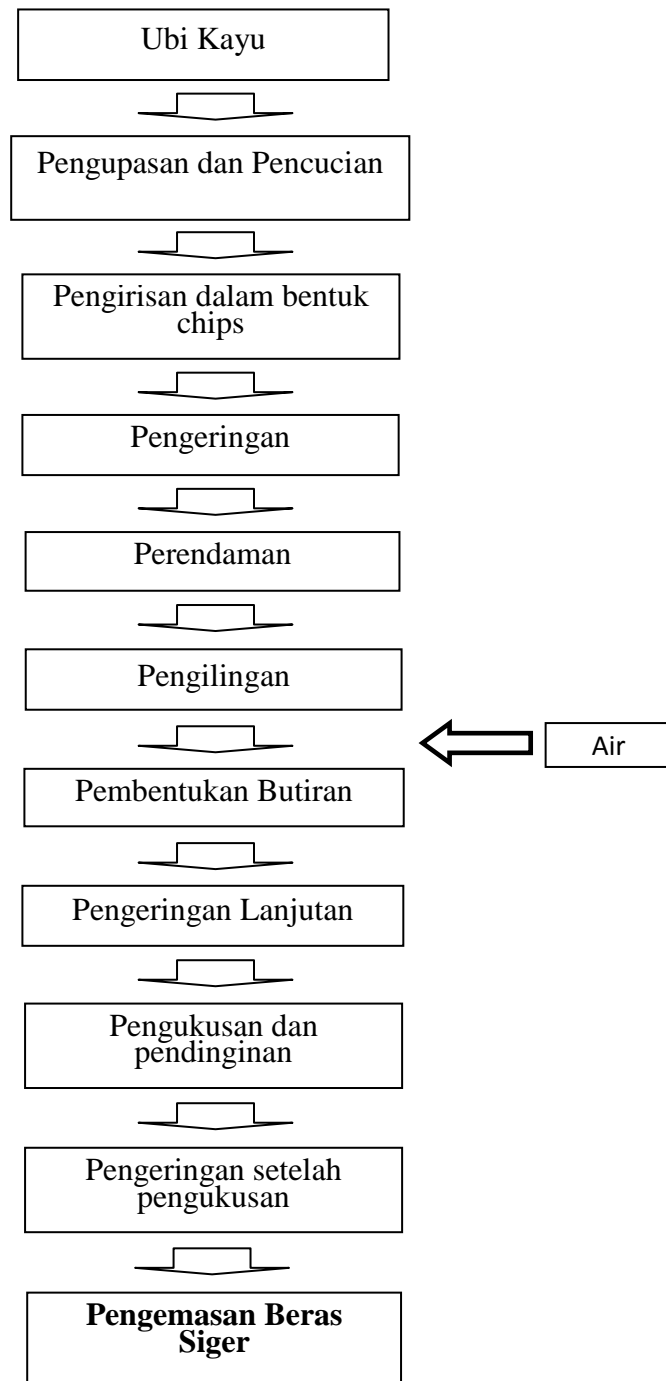 Ubi Kayu
Pengupasan dan Pencucian
Pengirisan dalam bentuk
chips
Pengeringan
Perendaman
Pengilingan
Air
Pembentukan Butiran
Pengeringan Lanjutan
Pengukusan dan
pendinginan
Pengeringan setelah
pengukusan
Pengemasan Beras
Siger